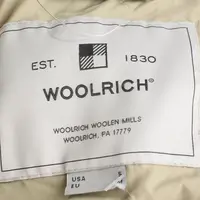 EST. 1830
WOOLRICH®
WOOLRICH WOOLEN MILLS
WOOLRICH, PA 17779
USA S
EU